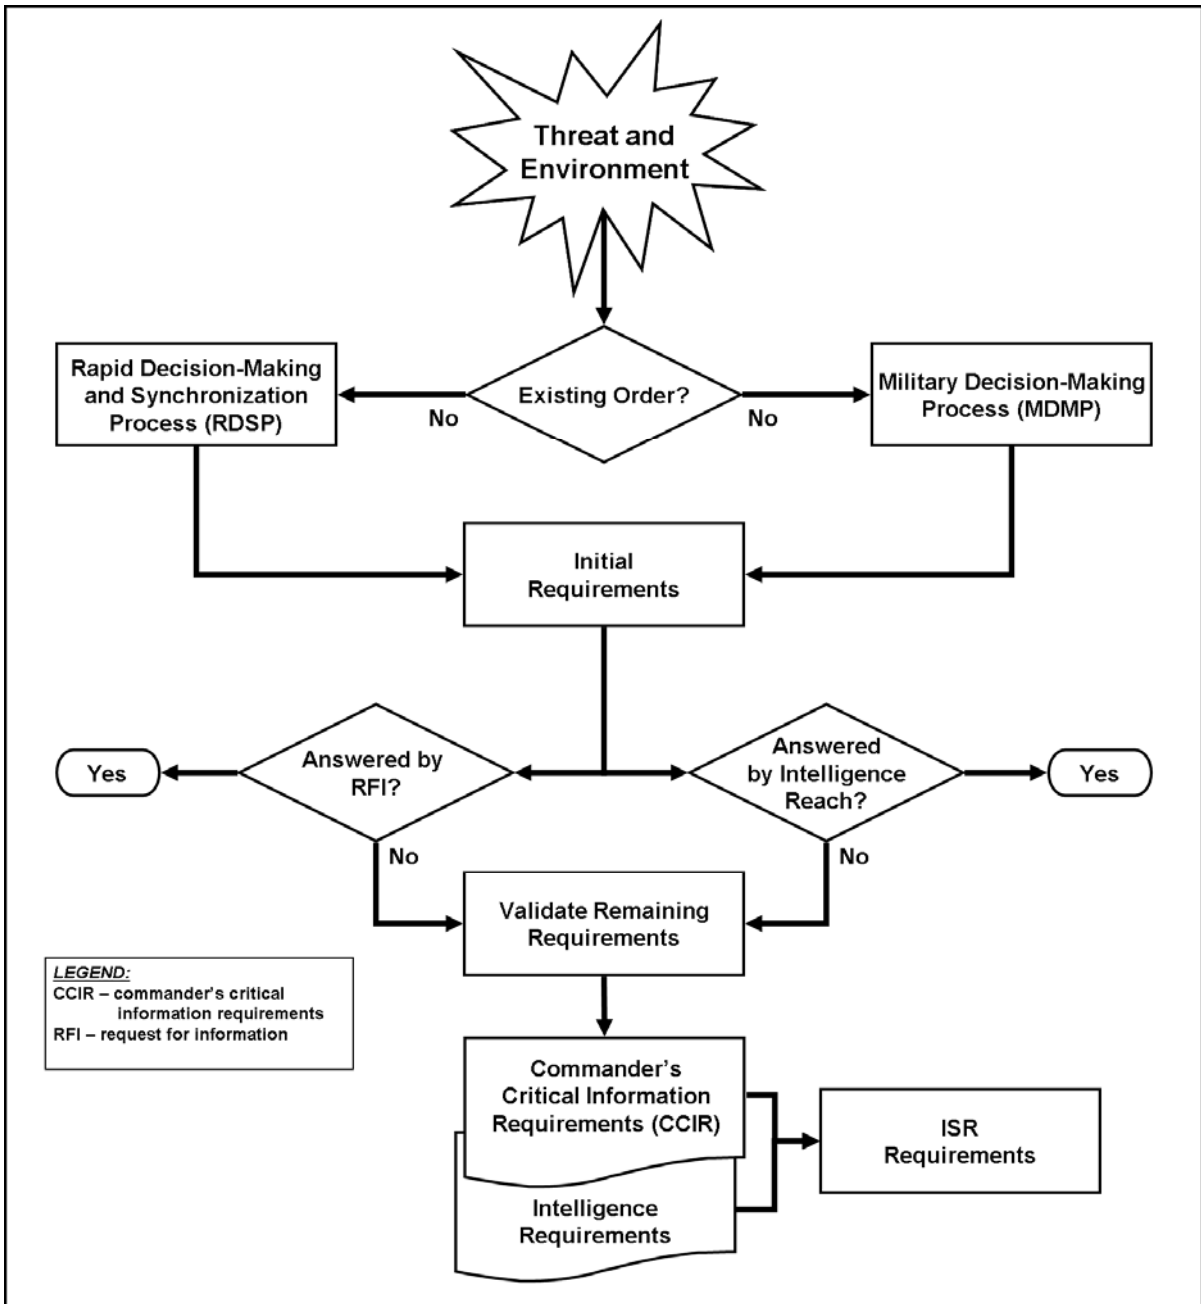 Threat and
Environment
Rapid Decision-Making
and Synchronization
Process (RDSP)
No
Existing Order?
No
Military Decision-Making
Process (MDMP)
Initial
Requirements
Yes
Answered by
RFI?
No
Answered
by Intelligence
Reach?
No
Yes
Validate Remaining
Requirements
LEGEND:
CCIR – commander's critical
information requirements
RFI – request for information
Commander's
Critical Information
Requirements (CCIR)
Intelligence
Requirements
ISR
Requirements